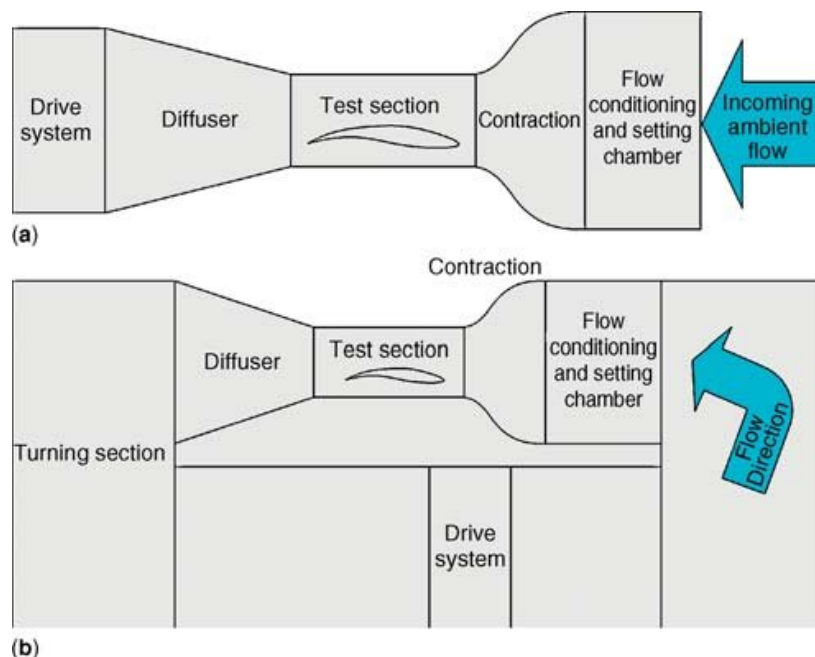 Drive
system
Diffuser
Test section
Contraction
Flow
conditioning
and setting
chamber
Incoming
ambient
flow
(a)
Contraction
Turning section
Diffuser
Test section
Flow
conditioning
and setting
chamber
Flow
Direction
Drive
system
(b)